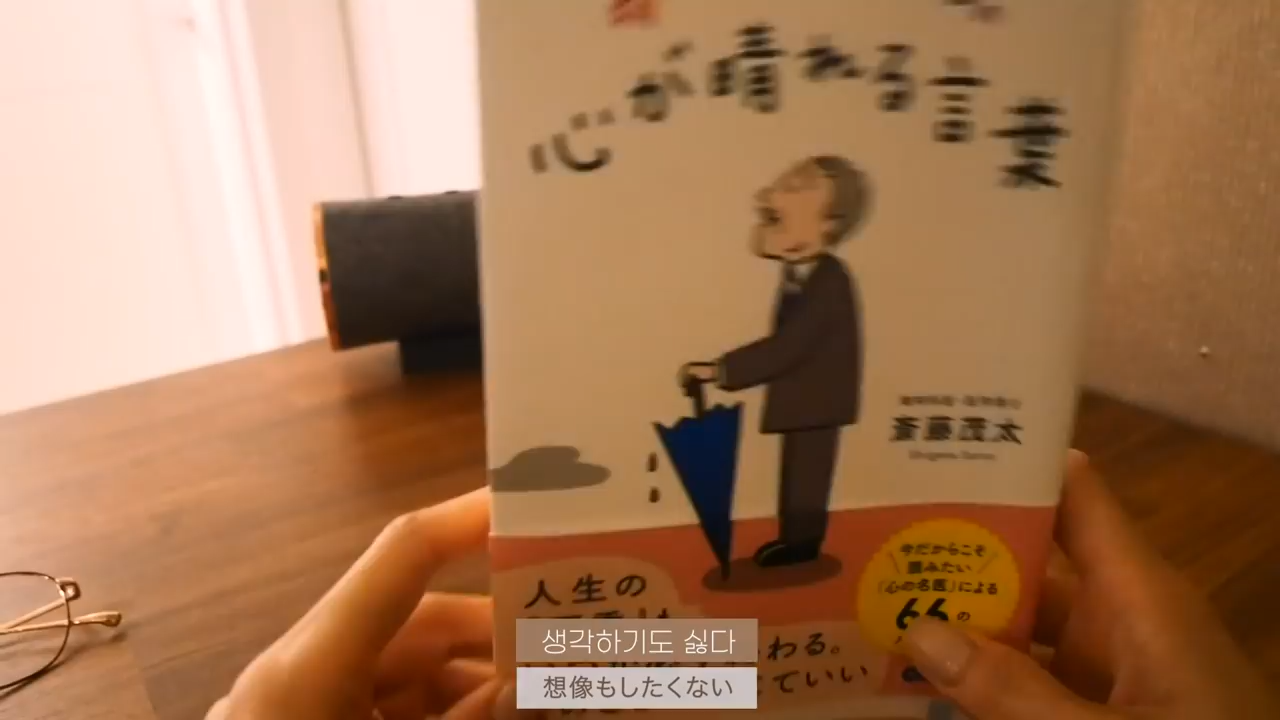 心が晴れる言葉
斎藤茂太
今だからこそ
読みたい
「心の名医」による
66の
人生の
わる。
ていい
생각하기도 싫다
想像もしたくない